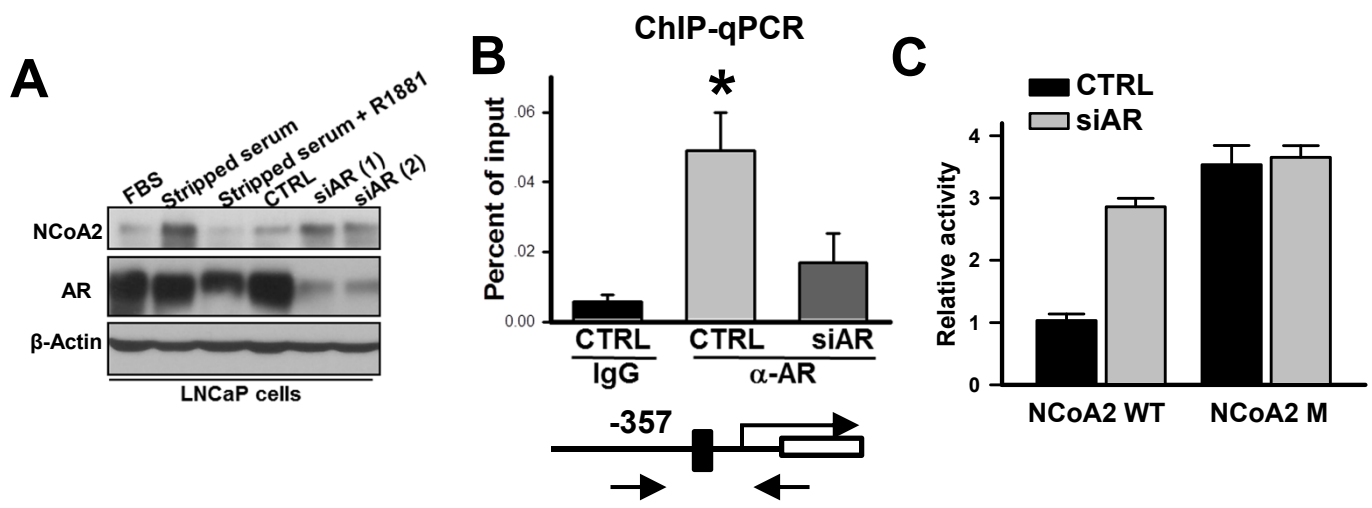 A
FBS
Stripped serum
Stripped serum + R1881
CTRL
siAR (1)
siAR (2)
NCoA2
AR
β-Actin
LNCaP cells
B
ChIP-qPCR
*
Percent of input
.06
.04
.02
0.00
CTRL
CTRL
siAR
IgG
α-AR
-357
C
CTRL
siAR
Relative activity
4
3
2
1
0
NCoA2 WT
NCoA2 M